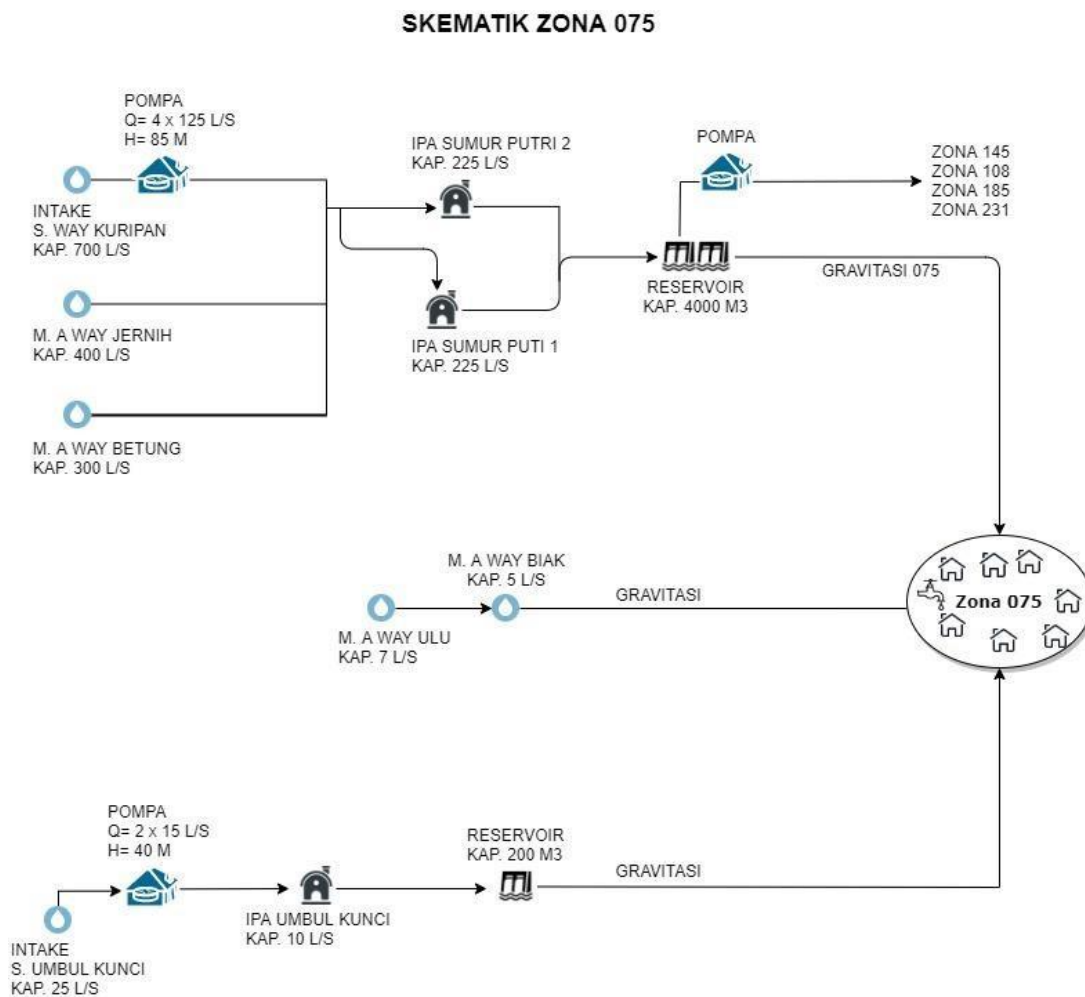 SKEMATIK ZONA 075
POMPA
Q= 4 x 125 L/S
H= 85 M
INTAKE
S. WAY KURIPAN
KAP. 700 L/S
M. A WAY JERNIH
KAP. 400 L/S
M. A WAY BETUNG
KAP. 300 L/S
IPA SUMUR PUTRI 2
KAP. 225 L/S
IPA SUMUR PUTI 1
KAP. 225 L/S
POMPA
RESERVOIR
KAP. 4000 M3
ZONA 145
ZONA 108
ZONA 185
ZONA 231
GRAVITASI 075
M. A WAY BIAK
KAP. 5 L/S
M. A WAY ULU
KAP. 7 L/S
GRAVITASI
Zona 075
POMPA
Q= 2 x 15 L/S
H= 40 M
INTAKE
S. UMBUL KUNCI
KAP. 25 L/S
IPA UMBUL KUNCI
KAP. 10 L/S
RESERVOIR
KAP. 200 M3
GRAVITASI